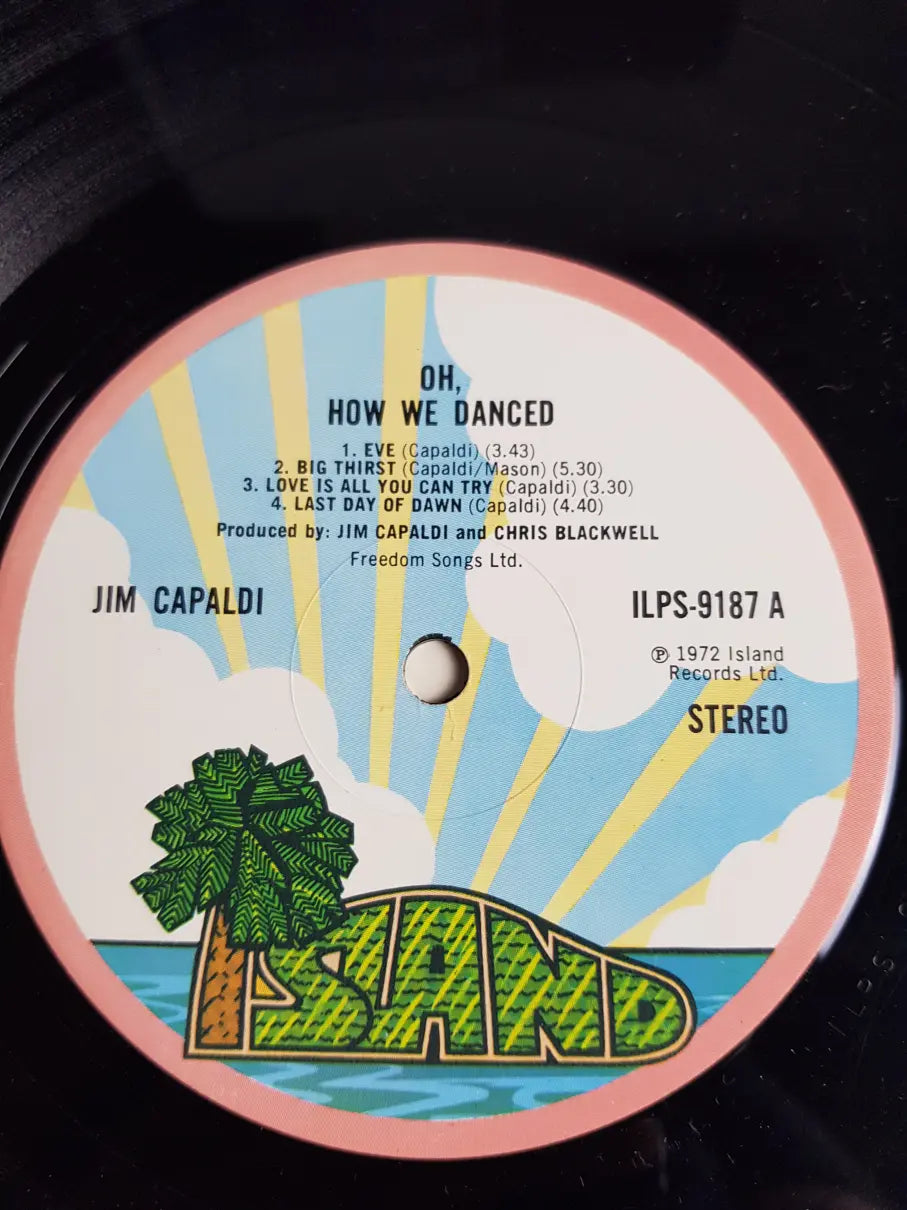 OH,
HOW WE DANCED
1. EVE (Capaldi) (3.43)
2. BIG THIRST (Capaldi/Mason) (5.30)
3. LOVE IS ALL YOU CAN TRY (Capaldi) (3.30)
4. LAST DAY OF DAWN (Capaldi) (4.40)
Produced by: JIM CAPALDI and CHRIS BLACKWELL
Freedom Songs Ltd.
JIM CAPALDI
ILPS-9187 A
℗ 1972 Island
Records Ltd.
STEREO
ISLAND
ILPS